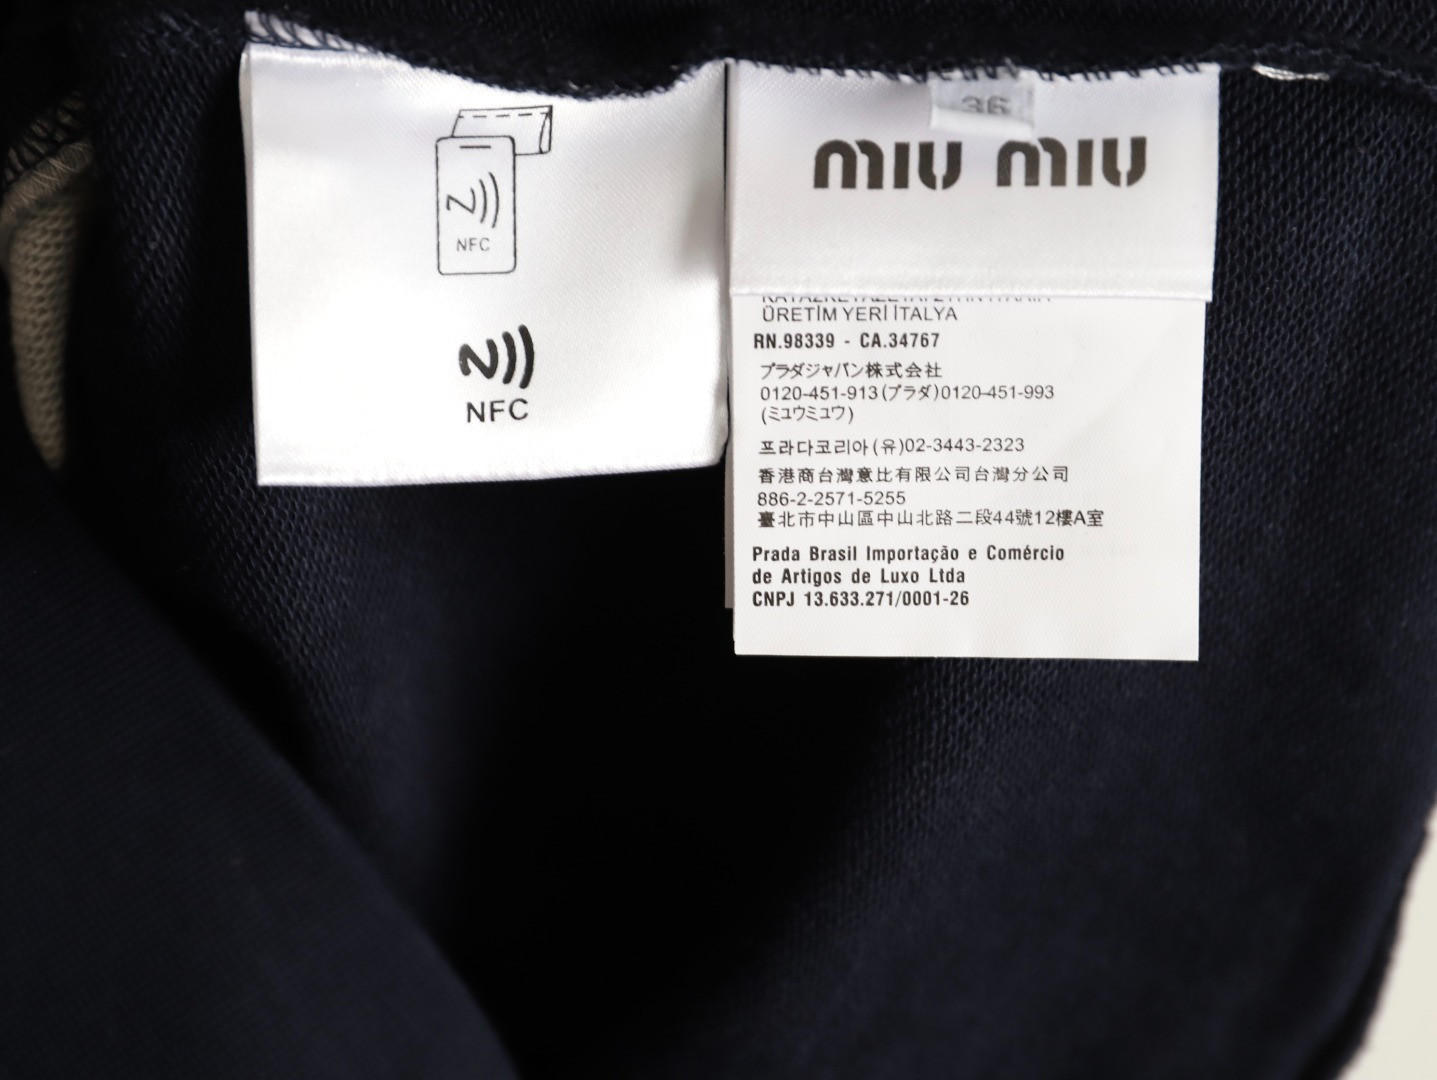 NFC
NFC
36
miu miu
ÜRETİM YERİ İTALYA
RN.98339 - CA.34767
プラダジャパン株式会社
0120-451-913(プラダ)0120-451-993
(ミュウミュウ)
프라다코리아(유)02-3443-2323
香港商台灣意比有限公司台灣分公司
886-2-2571-5255
臺北市中山區中山北路二段44號12樓A室
Prada Brasil Importação e Comércio
de Artigos de Luxo Ltda
CNPJ 13.633.271/0001-26